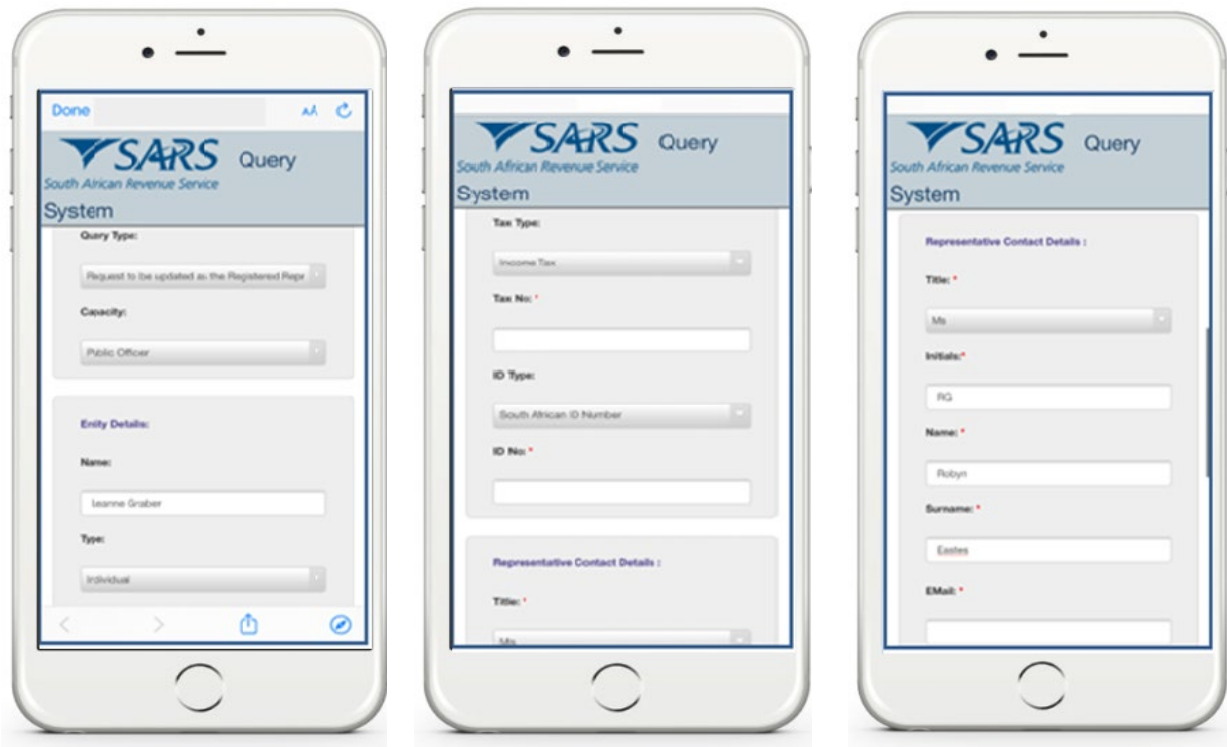 Done
AA
SARS Query
South African Revenue Service
System
Query Type:
Request to be updated as the Registered Repr
Capacity:
Public Officer
Entity Details:
Name:
Leanne Graber
Type:
Individual
SARS Query
South African Revenue Service
System
Tax Type:
Income Tax
Tax No: *
ID Type:
South African ID Number
ID No: *
Representative Contact Details :
Title: *
Ms
SARS Query
South African Revenue Service
System
Representative Contact Details :
Title: *
Ms
Initials:*
RG
Name: *
Robyn
Surname: *
Eastes
EMail: *